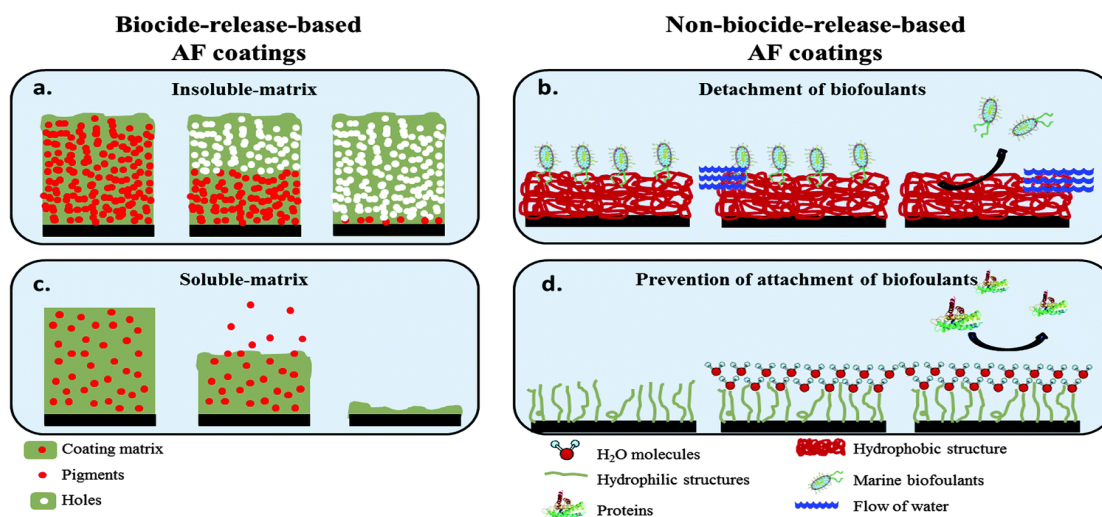 Biocide-release-based
AF coatings
Non-biocide-release-based
AF coatings
a.
Insoluble-matrix
b.
Detachment of biofoulants
c.
Soluble-matrix
d.
Prevention of attachment of biofoulants
Coating matrix
Pigments
Holes
H₂O molecules
Hydrophilic structures
Proteins
Hydrophobic structure
Marine biofoulants
Flow of water